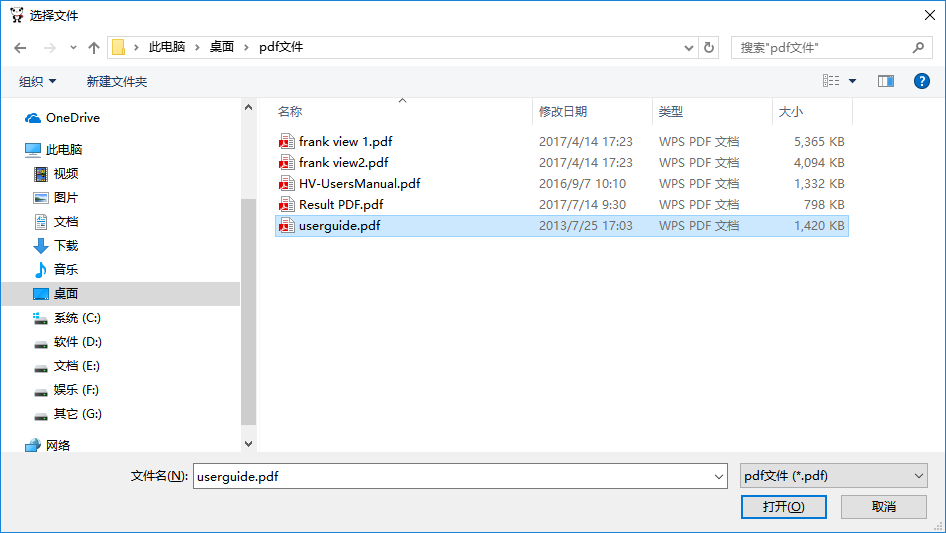 选择文件
此电脑 › 桌面 › pdf文件
搜索"pdf文件"
组织
新建文件夹
OneDrive
此电脑
视频
图片
文档
下载
音乐
桌面
系统 (C:)
软件 (D:)
文档 (E:)
娱乐 (F:)
其它 (G:)
网络
名称 修改日期 类型 大小
frank view 1.pdf 2017/4/14 17:23 WPS PDF 文档 5,365 KB
frank view2.pdf 2017/4/14 17:23 WPS PDF 文档 4,094 KB
HV-UsersManual.pdf 2016/9/7 10:10 WPS PDF 文档 1,332 KB
Result PDF.pdf 2017/7/14 9:30 WPS PDF 文档 798 KB
userguide.pdf 2013/7/25 17:03 WPS PDF 文档 1,420 KB
文件名(N): userguide.pdf pdf文件 (*.pdf)
打开(O) 取消